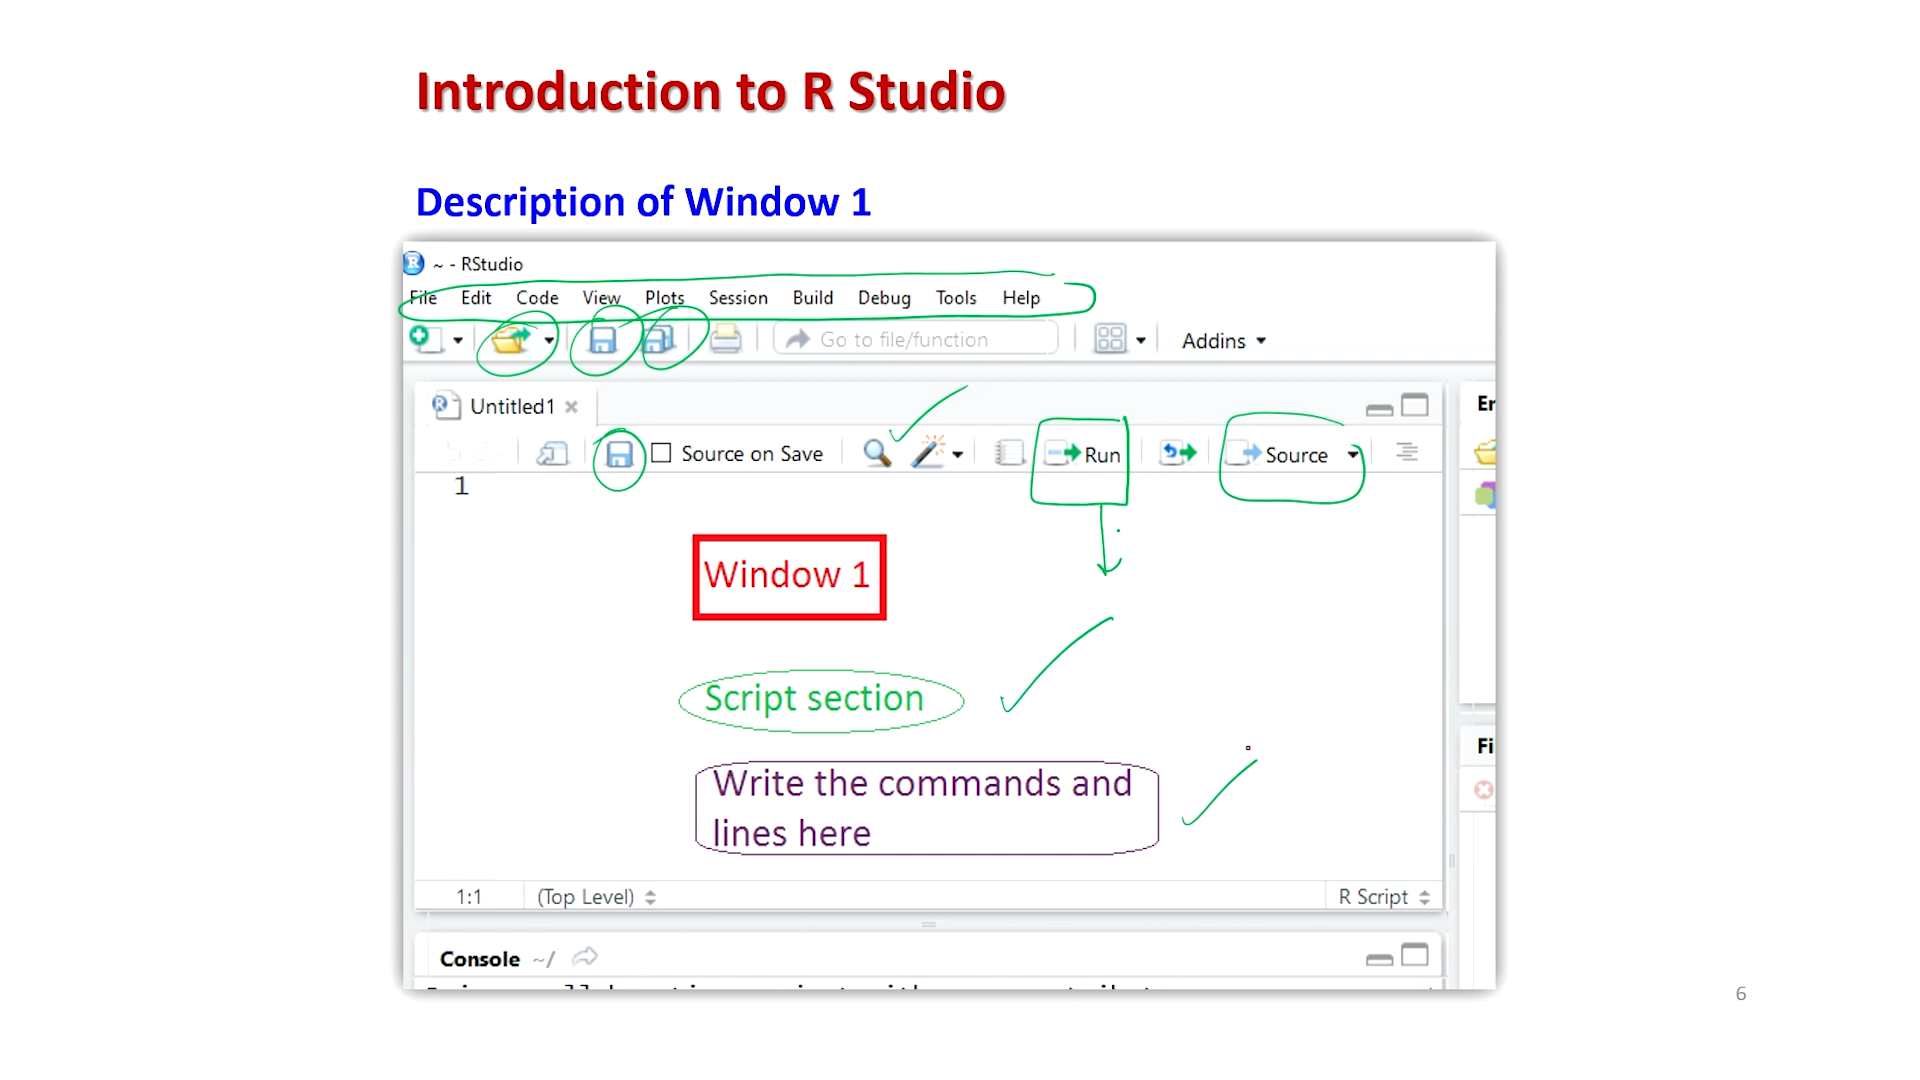 Introduction to R Studio
Description of Window 1
~ - RStudio
File Edit Code View Plots Session Build Debug Tools Help
Go to file/function Addins
Untitled1
Source on Save Run Source
1
Window 1
Script section
Write the commands and
lines here
1:1 (Top Level) R Script
Console ~/
6